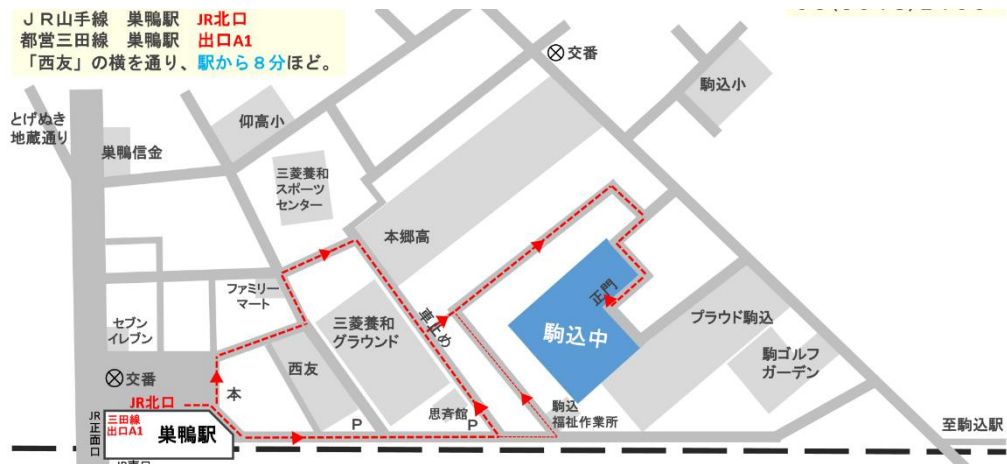 ＪＲ山手線　巣鴨駅　JR北口
都営三田線　巣鴨駅　出口A1
「西友」の横を通り、駅から８分ほど。
交番
駒込小
とげぬき
地蔵通り
仰高小
巣鴨信金
三菱養和
スポーツ
センター
本郷高
ファミリー
マート
正門
セブン
イレブン
三菱養和
グラウンド
車止め
プラウド駒込
駒込中
西友
駒ゴルフ
ガーデン
交番
本
JR北口
思斉館
駒込
福祉作業所
P
P
三田線
出口A1
巣鴨駅
JR正面口
至駒込駅